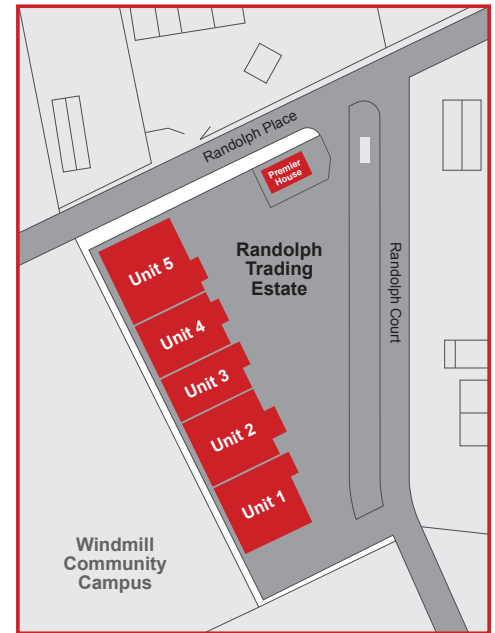 Randolph Place
Premier
House
Randolph
Trading
Estate
Randolph Court
Unit 5
Unit 4
Unit 3
Unit 2
Unit 1
Windmill
Community
Campus